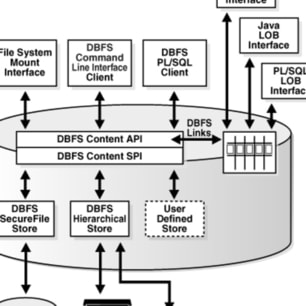 Interface
Java
LOB
Interface
File System
Mount
Interface
DBFS
Command
Line Interface
Client
DBFS
PL/SQL
Client
PL/SQL
LOB
Interfac
DBFS
Links
DBFS Content API
DBFS Content SPI
DBFS
SecureFile
Store
DBFS
Hierarchical
Store
User
Defined
Store